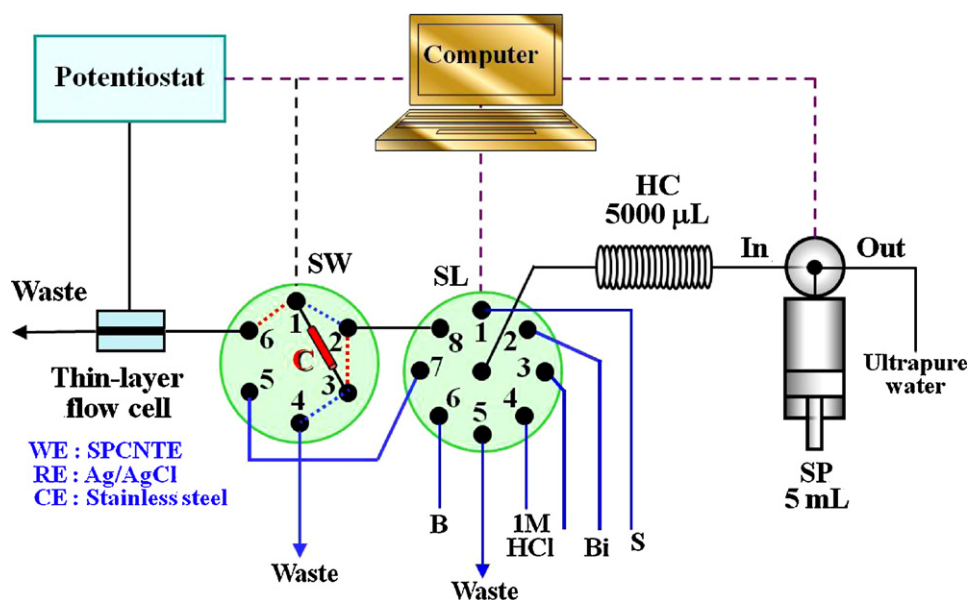 Potentiostat
Computer
HC
5000 µL
In
Out
SW
SL
Waste
1
2
3
4
5
6
C
1
2
3
4
5
6
7
8
Thin-layer
flow cell
Ultrapure
water
WE : SPCNTE
RE : Ag/AgCl
CE : Stainless steel
SP
5 mL
B
1M
HCl
Bi
S
Waste
Waste